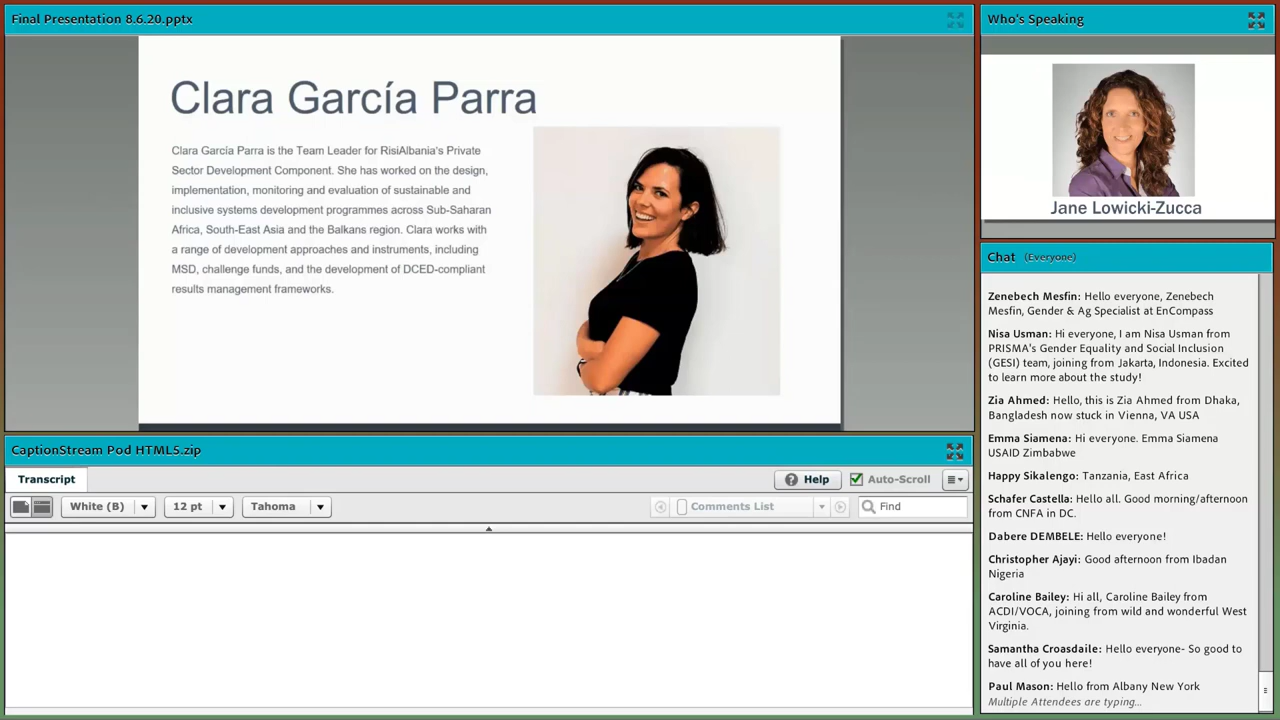 Final Presentation 8.6.20.pptx
Clara García Parra
Clara García Parra is the Team Leader for RisiAlbania's Private
Sector Development Component. She has worked on the design,
implementation, monitoring and evaluation of sustainable and
inclusive systems development programmes across Sub-Saharan
Africa, South-East Asia and the Balkans region. Clara works with
a range of development approaches and instruments, including
MSD, challenge funds, and the development of DCED-compliant
results management frameworks.
Who's Speaking
Jane Lowicki-Zucca
Chat (Everyone)
Zenebech Mesfin: Hello everyone, Zenebech
Mesfin, Gender & Ag Specialist at EnCompass
Nisa Usman: Hi everyone, I am Nisa Usman from
PRISMA's Gender Equality and Social Inclusion
(GESI) team, joining from Jakarta, Indonesia. Excited
to learn more about the study!
Zia Ahmed: Hello, this is Zia Ahmed from Dhaka,
Bangladesh now stuck in Vienna, VA USA
Emma Siamena: Hi everyone. Emma Siamena
USAID Zimbabwe
Happy Sikalengo: Tanzania, East Africa
Schafer Castella: Hello all. Good morning/afternoon
from CNFA in DC.
Dabere DEMBELE: Hello everyone!
Christopher Ajayi: Good afternoon from Ibadan
Nigeria
Caroline Bailey: Hi all, Caroline Bailey from
ACDI/VOCA, joining from wild and wonderful West
Virginia.
Samantha Croasdaile: Hello everyone- So good to
have all of you here!
Paul Mason: Hello from Albany New York
Multiple Attendees are typing...
CaptionStream Pod HTML5.zip
Transcript
Help
Auto-Scroll
White (B)
12 pt
Tahoma
Comments List
Find